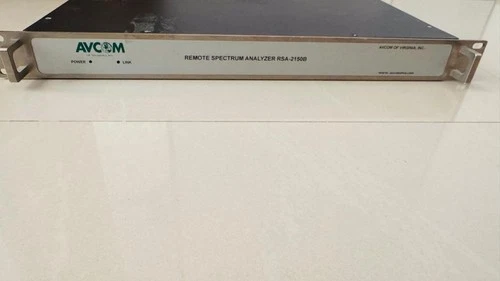 AVCOM
POWER
LINK
REMOTE SPECTRUM ANALYZER RSA-2150B
AVCOM OF VIRGINIA, INC.